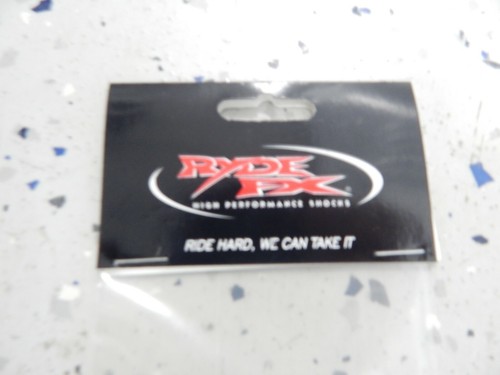 RYDE
FX
HIGH PERFORMANCE SHOCKS
RIDE HARD, WE CAN TAKE IT